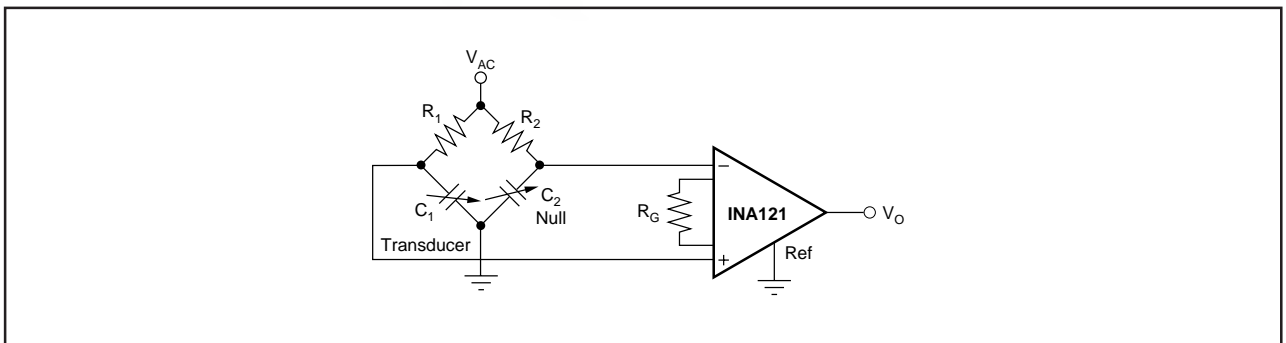 V_AC
R_1
R_2
C_1
C_2
Null
Transducer
R_G
−
+
INA121
Ref
V_O